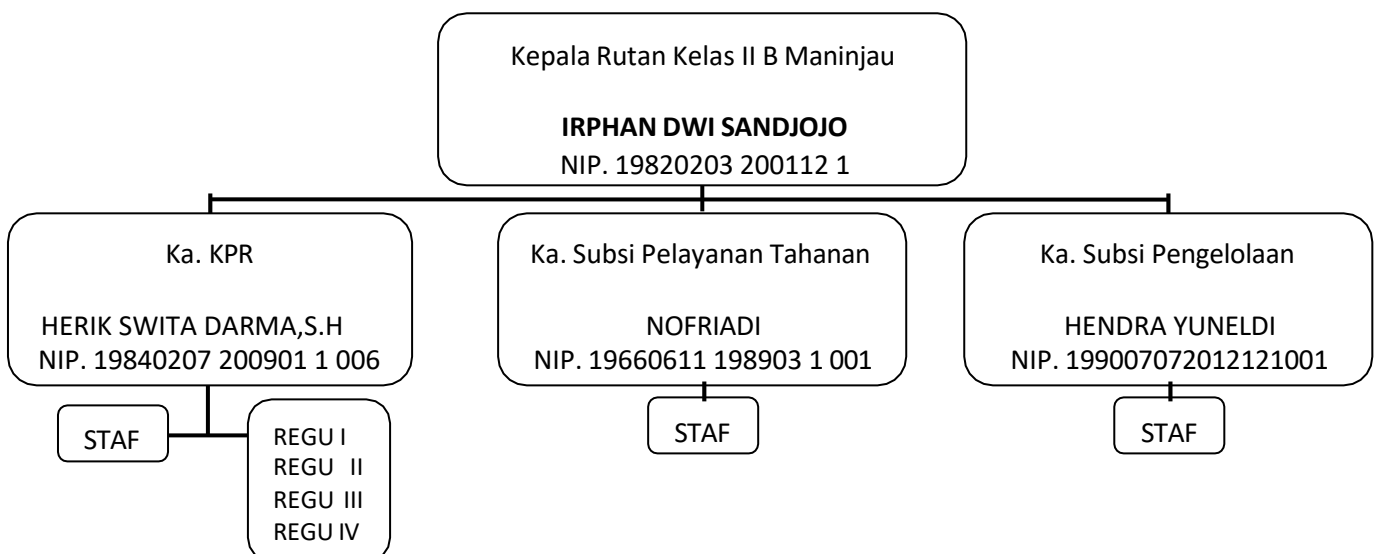 Kepala Rutan Kelas II B Maninjau
IRPHAN DWI SANDJOJO
NIP. 19820203 200112 1
Ka. KPR
HERIK SWITA DARMA,S.H
NIP. 19840207 200901 1 006
Ka. Subsi Pelayanan Tahanan
NOFRIADI
NIP. 19660611 198903 1 001
Ka. Subsi Pengelolaan
HENDRA YUNELDI
NIP. 199007072012121001
STAF
REGU I
REGU II
REGU III
REGU IV
STAF
STAF